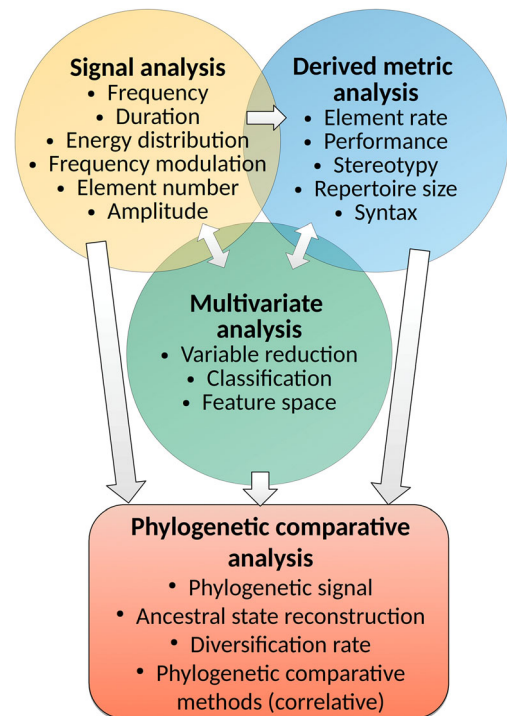 Signal analysis
• Frequency
• Duration
• Energy distribution
• Frequency modulation
• Element number
• Amplitude
Derived metric
analysis
• Element rate
• Performance
• Stereotypy
• Repertoire size
• Syntax
Multivariate
analysis
• Variable reduction
• Classification
• Feature space
Phylogenetic comparative
analysis
• Phylogenetic signal
• Ancestral state reconstruction
• Diversification rate
• Phylogenetic comparative
methods (correlative)